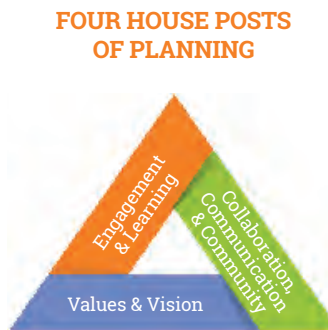 FOUR HOUSE POSTS
OF PLANNING
Engagement
& Learning
Collaboration,
Communication
& Community
Values & Vision